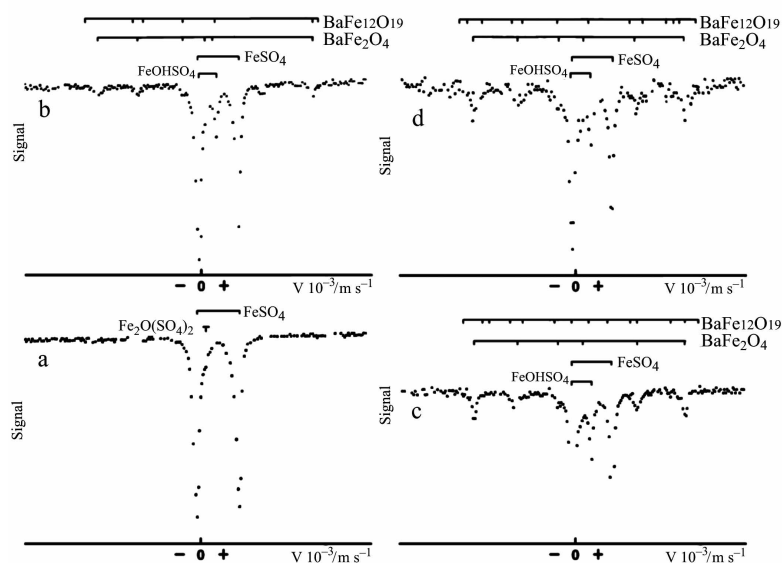 BaFe12O19
BaFe2O4
FeSO4
FeOHSO4
b
Signal
− 0 +
V 10−3/m s−1
BaFe12O19
BaFe2O4
FeSO4
FeOHSO4
d
Signal
− 0 +
V 10−3/m s−1
FeSO4
Fe2O(SO4)2
a
Signal
− 0 +
V 10−3/m s−1
BaFe12O19
BaFe2O4
FeSO4
FeOHSO4
c
Signal
− 0 +
V 10−3/m s−1